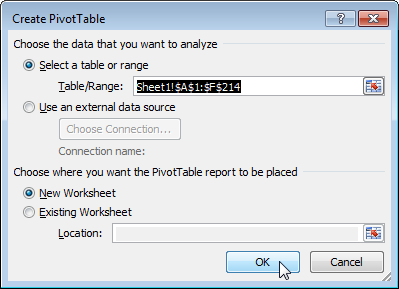 Create PivotTable
Choose the data that you want to analyze
Select a table or range
Table/Range: Sheet1!$A$1:$F$214
Use an external data source
Choose Connection...
Connection name:
Choose where you want the PivotTable report to be placed
New Worksheet
Existing Worksheet
Location:
OK Cancel